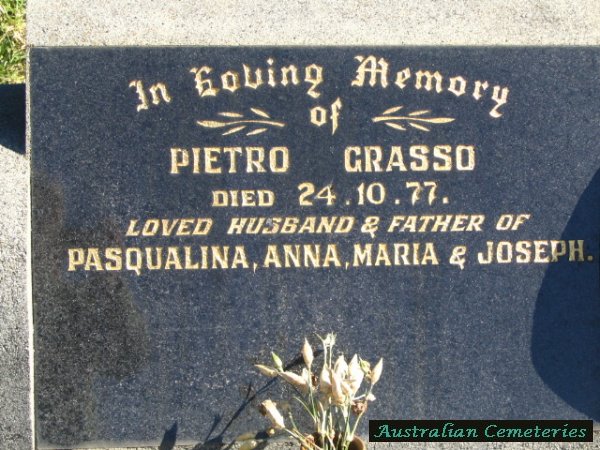 In Loving Memory
of
PIETRO GRASSO
DIED 24.10.77.
LOVED HUSBAND & FATHER OF
PASQUALINA, ANNA, MARIA & JOSEPH.
Australian Cemeteries